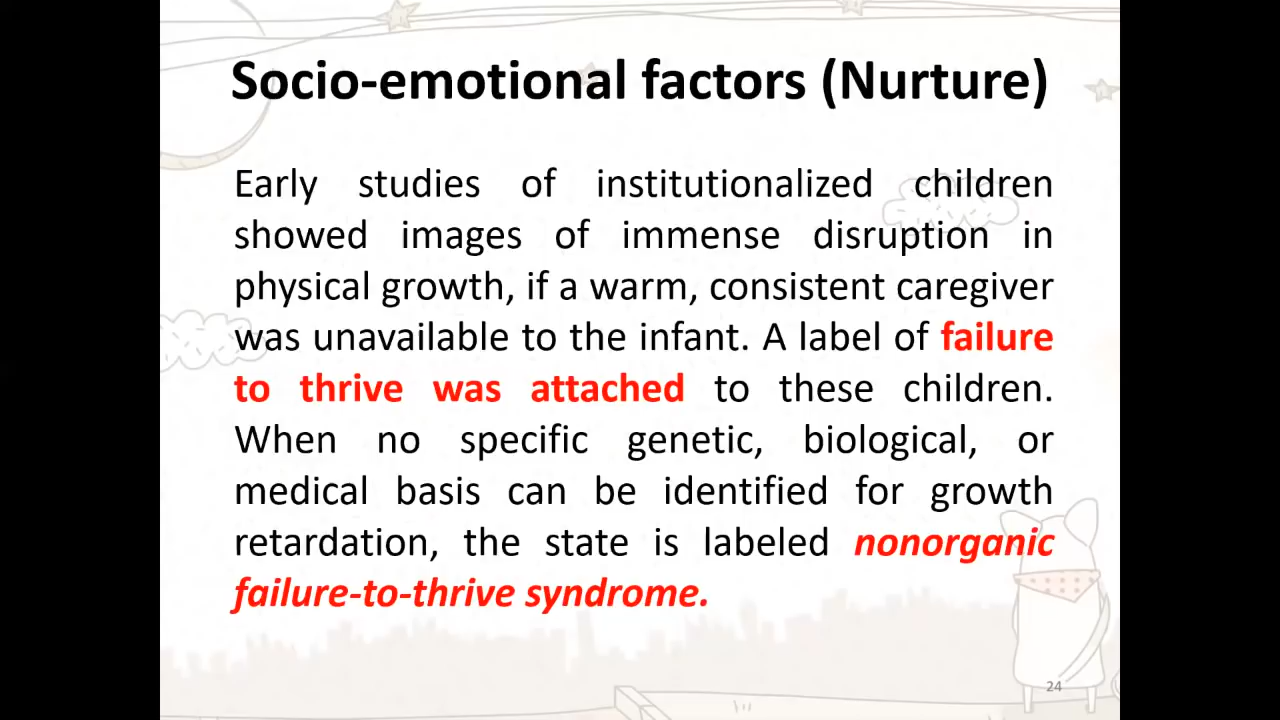 Socio-emotional factors (Nurture)
Early studies of institutionalized children
showed images of immense disruption in
physical growth, if a warm, consistent caregiver
was unavailable to the infant. A label of failure
to thrive was attached to these children.
When no specific genetic, biological, or
medical basis can be identified for growth
retardation, the state is labeled nonorganic
failure-to-thrive syndrome.
24